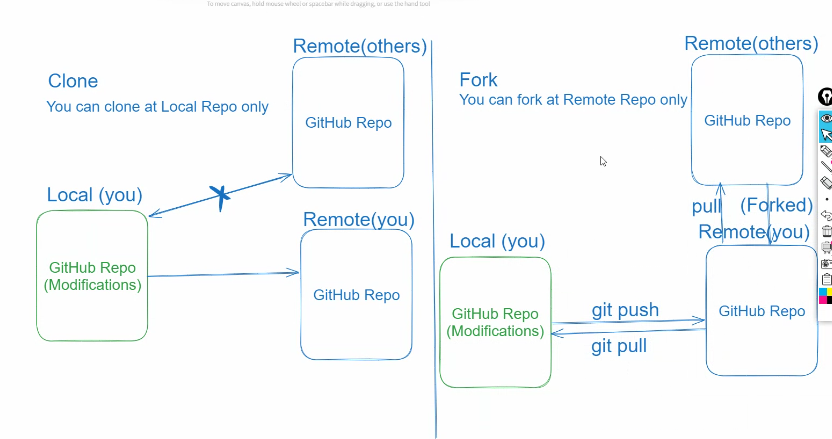 To move canvas, hold mouse wheel or spacebar while dragging, or use the hand tool
Clone
You can clone at Local Repo only
Remote(others)
GitHub Repo
Local (you)
GitHub Repo
(Modifications)
Remote(you)
GitHub Repo
Fork
You can fork at Remote Repo only
Remote(others)
GitHub Repo
pull
(Forked)
Remote(you)
GitHub Repo
Local (you)
GitHub Repo
(Modifications)
git push
git pull